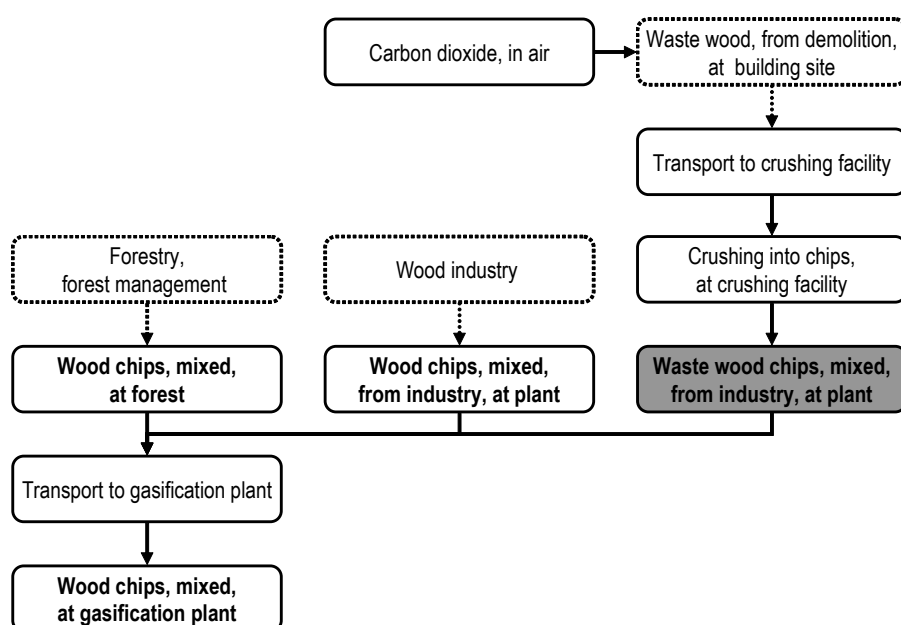 Carbon dioxide, in air
Waste wood, from demolition,
at building site
Transport to crushing facility
Forestry,
forest management
Wood industry
Crushing into chips,
at crushing facility
Wood chips, mixed,
at forest
Wood chips, mixed,
from industry, at plant
Waste wood chips, mixed,
from industry, at plant
Transport to gasification plant
Wood chips, mixed,
at gasification plant